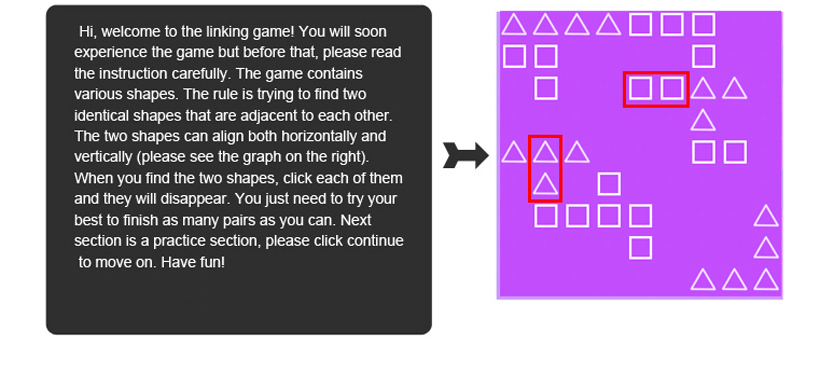 Hi, welcome to the linking game! You will soon
experience the game but before that, please read
the instruction carefully. The game contains
various shapes. The rule is trying to find two
identical shapes that are adjacent to each other.
The two shapes can align both horizontally and
vertically (please see the graph on the right).
When you find the two shapes, click each of them
and they will disappear. You just need to try your
best to finish as many pairs as you can. Next
section is a practice section, please click continue
to move on. Have fun!